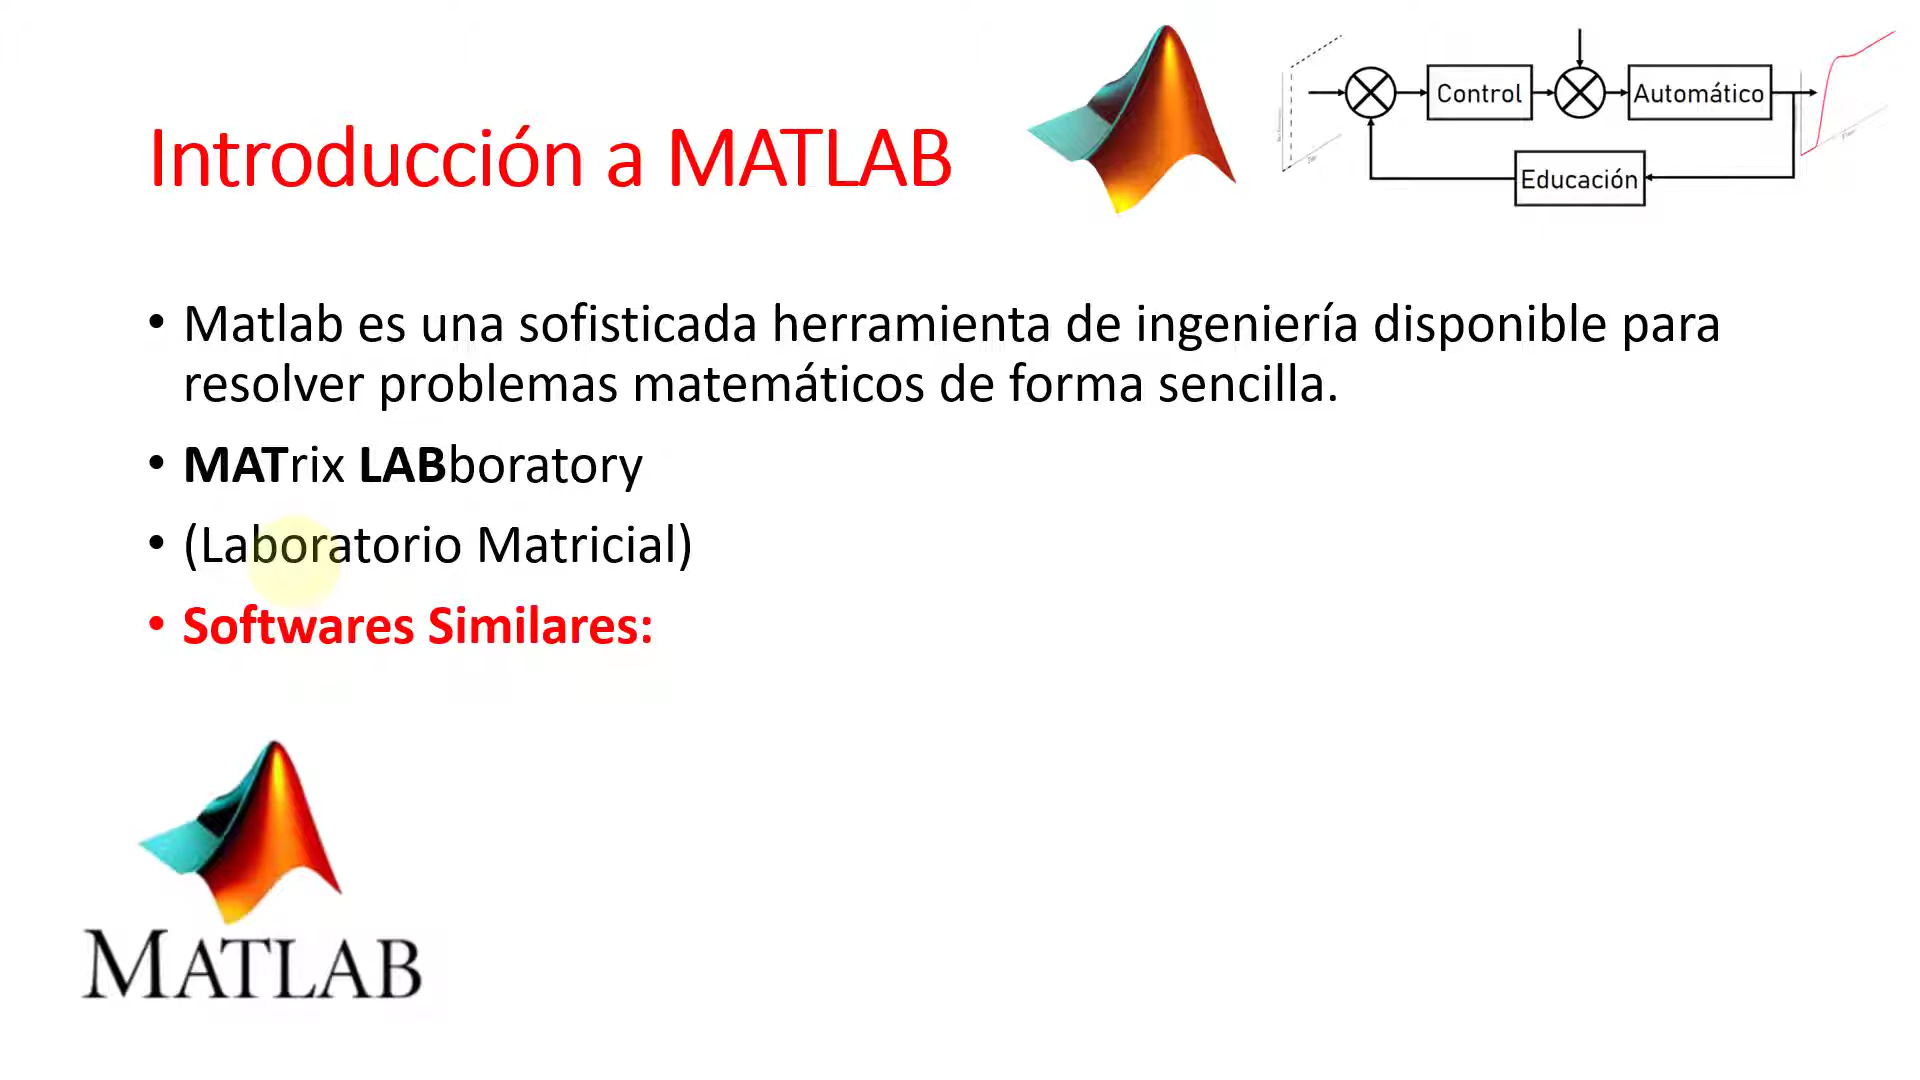 Control
Automático
Educación
Introducción a MATLAB
• Matlab es una sofisticada herramienta de ingeniería disponible para
resolver problemas matemáticos de forma sencilla.
• MATrix LABboratory
• (Laboratorio Matricial)
• Softwares Similares:
MATLAB